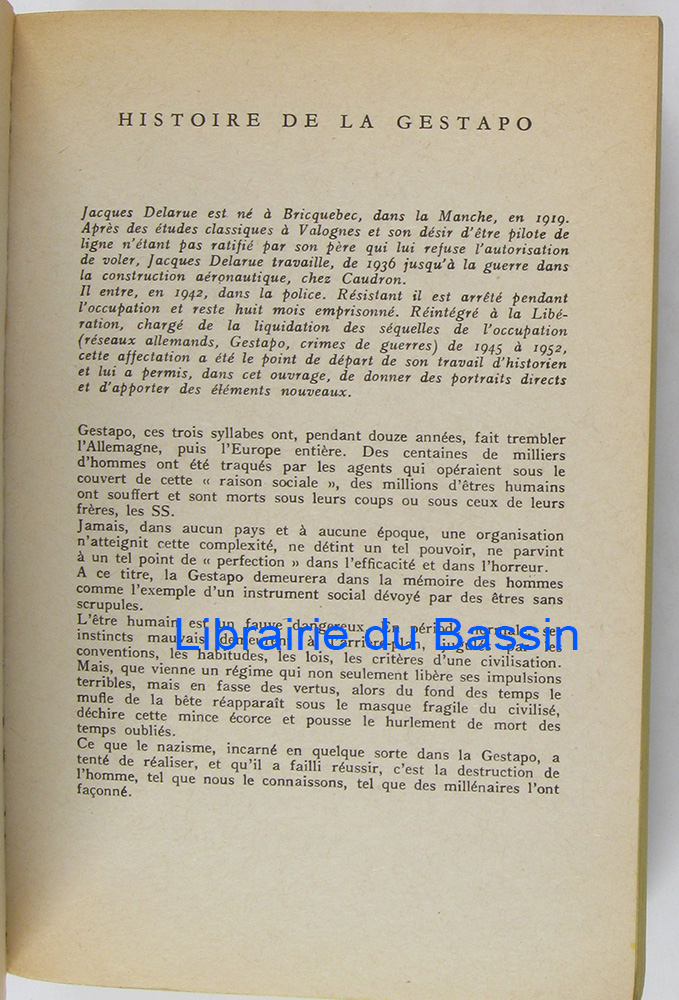 HISTOIRE DE LA GESTAPO
Jacques Delarue est né à Bricquebec, dans la Manche, en 1919.
Après des études classiques à Valognes et son désir d'être pilote de
ligne n'étant pas ratifié par son père qui lui refuse l'autorisation
de voler, Jacques Delarue travaille, de 1936 jusqu'à la guerre dans
la construction aéronautique, chez Caudron.
Il entre, en 1942, dans la police. Résistant il est arrêté pendant
l'occupation et reste huit mois emprisonné. Réintégré à la Libé-
ration, chargé de la liquidation des séquelles de l'occupation
(réseaux allemands, Gestapo, crimes de guerres) de 1945 à 1952,
cette affectation a été le point de départ de son travail d'historien
et lui a permis, dans cet ouvrage, de donner des portraits directs
et d'apporter des éléments nouveaux.
Gestapo, ces trois syllabes ont, pendant douze années, fait trembler
l'Allemagne, puis l'Europe entière. Des centaines de milliers
d'hommes ont été traqués par les agents qui opéraient sous le
couvert de cette « raison sociale », des millions d'êtres humains
ont souffert et sont morts sous leurs coups ou sous ceux de leurs
frères, les SS.
Jamais, dans aucun pays et à aucune époque, une organisation
n'atteignit cette complexité, ne détint un tel pouvoir, ne parvint
à un tel point de « perfection » dans l'efficacité et dans l'horreur.
A ce titre, la Gestapo demeurera dans la mémoire des hommes
comme l'exemple d'un instrument social dévoyé par des êtres sans
scrupules.
L'être humain est un fauve dangereux. En période normale ses
instincts mauvais demeurent à l'arrière-plan, par les
conventions, les habitudes, les lois, les critères d'une civilisation.
Mais, que vienne un régime qui non seulement libère ses impulsions
terribles, mais en fasse des vertus, alors du fond des temps le
mufle de la bête réapparaît sous le masque fragile du civilisé,
déchire cette mince écorce et pousse le hurlement de mort des
temps oubliés.
Ce que le nazisme, incarné en quelque sorte dans la Gestapo, a
tenté de réaliser, et qu'il a failli réussir, c'est la destruction de
l'homme, tel que nous le connaissons, tel que des millénaires l'ont
façonné.
Librairie du Bassin